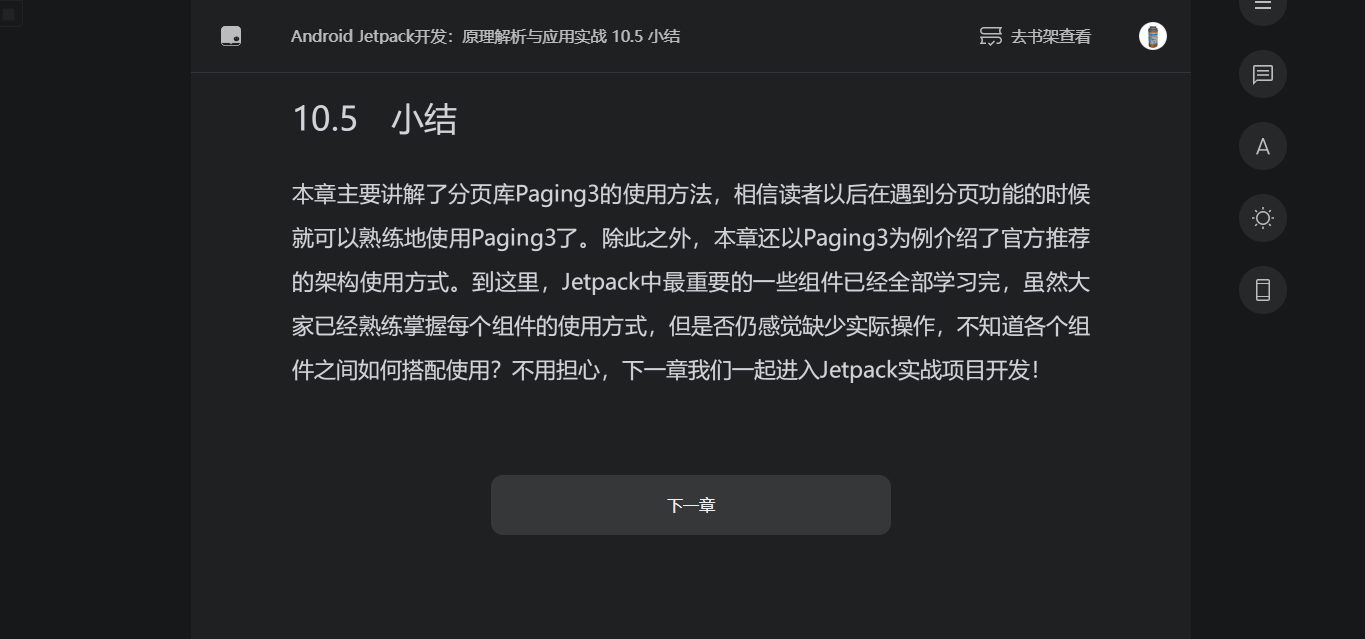 Android Jetpack开发：原理解析与应用实战 10.5 小结
去书架查看
10.5 小结
本章主要讲解了分页库Paging3的使用方法，相信读者以后在遇到分页功能的时候
就可以熟练地使用Paging3了。除此之外，本章还以Paging3为例介绍了官方推荐
的架构使用方式。到这里，Jetpack中最重要的一些组件已经全部学习完，虽然大
家已经熟练掌握每个组件的使用方式，但是否仍感觉缺少实际操作，不知道各个组
件之间如何搭配使用？不用担心，下一章我们一起进入Jetpack实战项目开发！
下一章
A